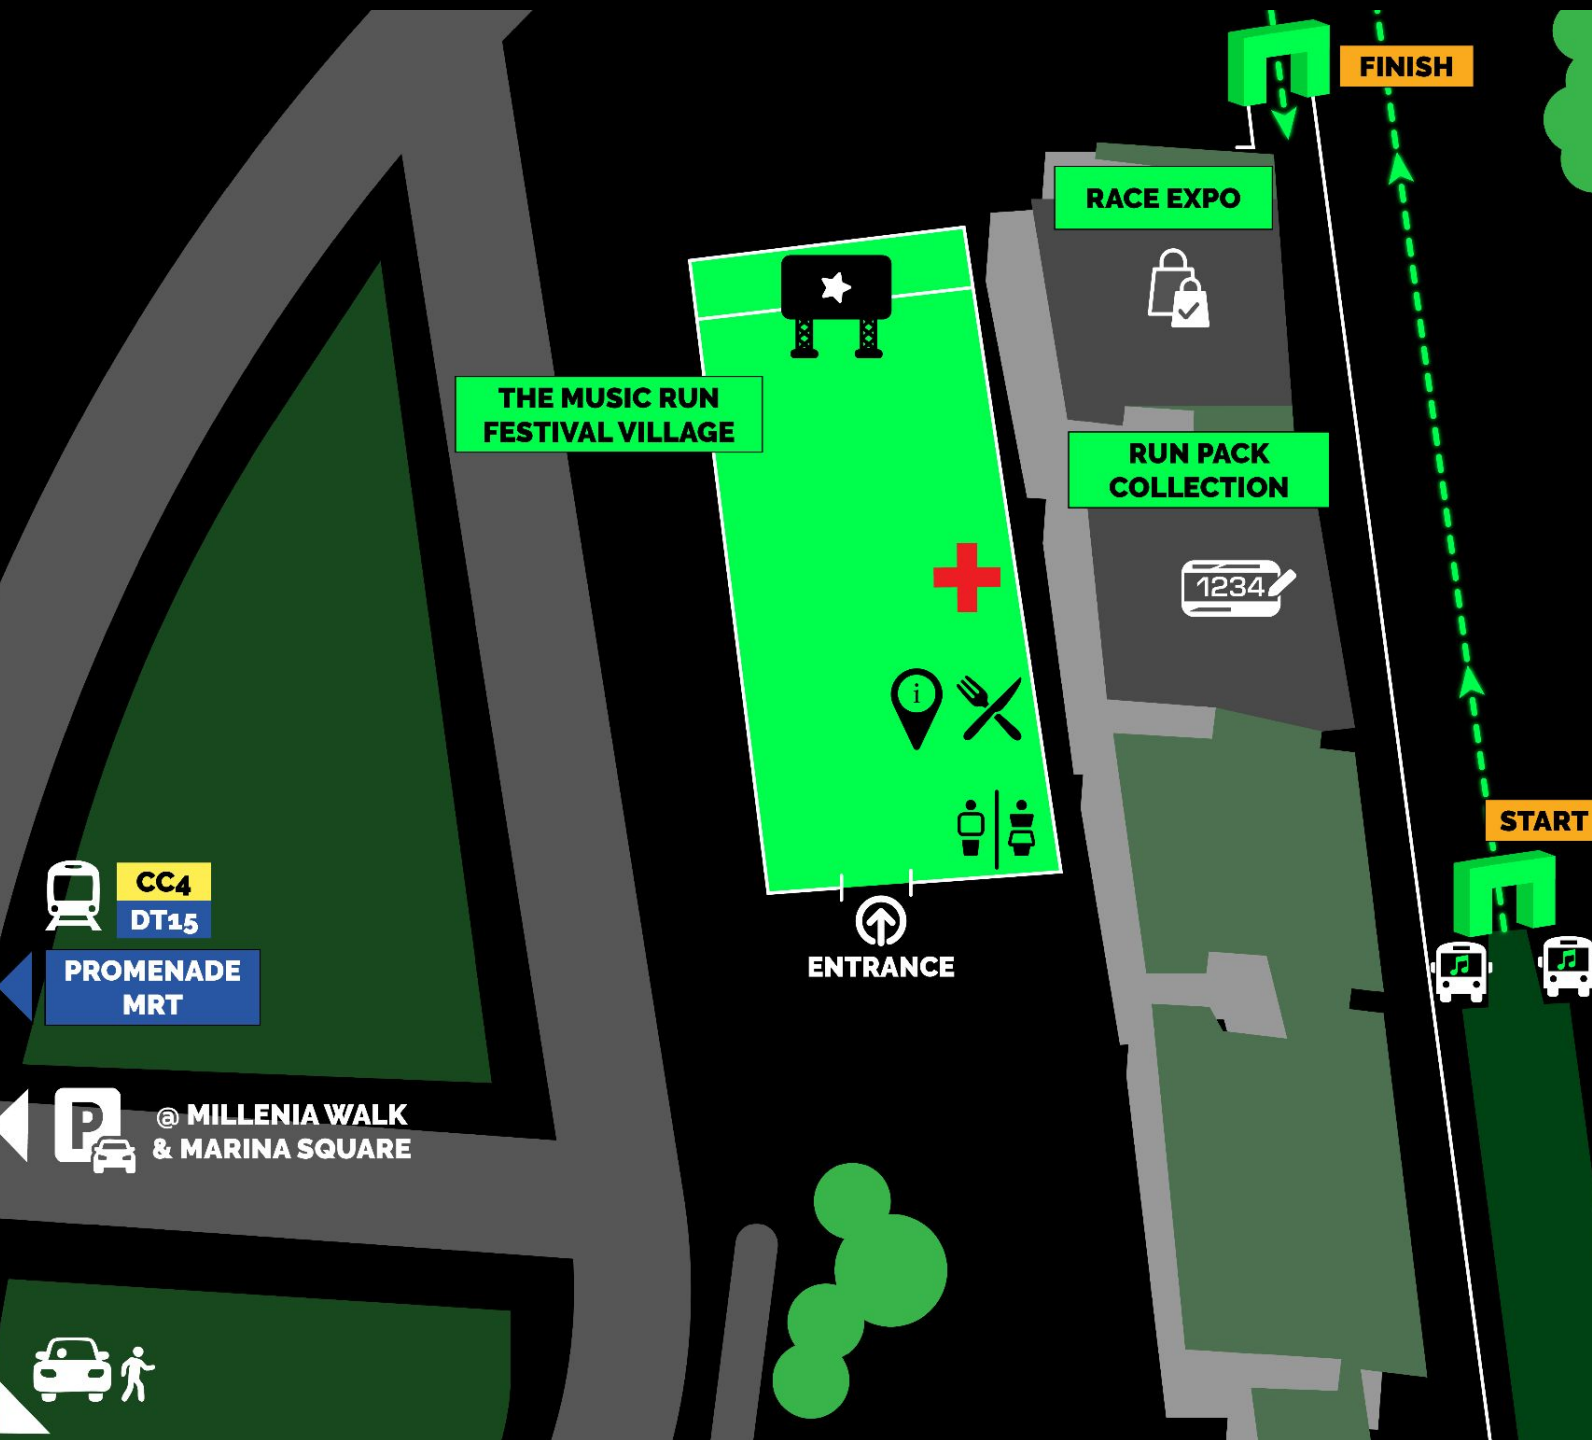 FINISH
RACE EXPO
THE MUSIC RUN
FESTIVAL VILLAGE
RUN PACK
COLLECTION
1234
i
START
CC4
DT15
PROMENADE
MRT
ENTRANCE
P
@ MILLENIA WALK
& MARINA SQUARE